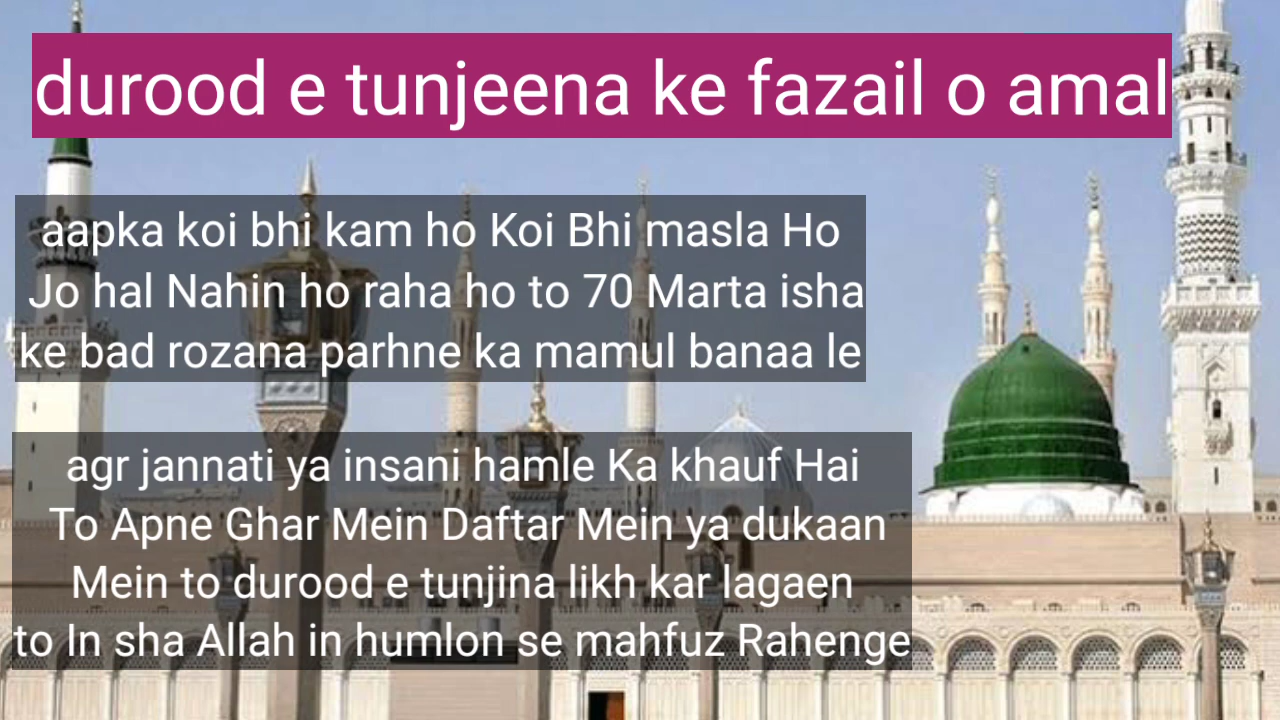 durood e tunjeena ke fazail o amal
aapka koi bhi kam ho Koi Bhi masla Ho
Jo hal Nahin ho raha ho to 70 Marta isha
ke bad rozana parhne ka mamul banaa le
agr jannati ya insani hamle Ka khauf Hai
To Apne Ghar Mein Daftar Mein ya dukaan
Mein to durood e tunjina likh kar lagaen
to In sha Allah in humlon se mahfuz Rahenge